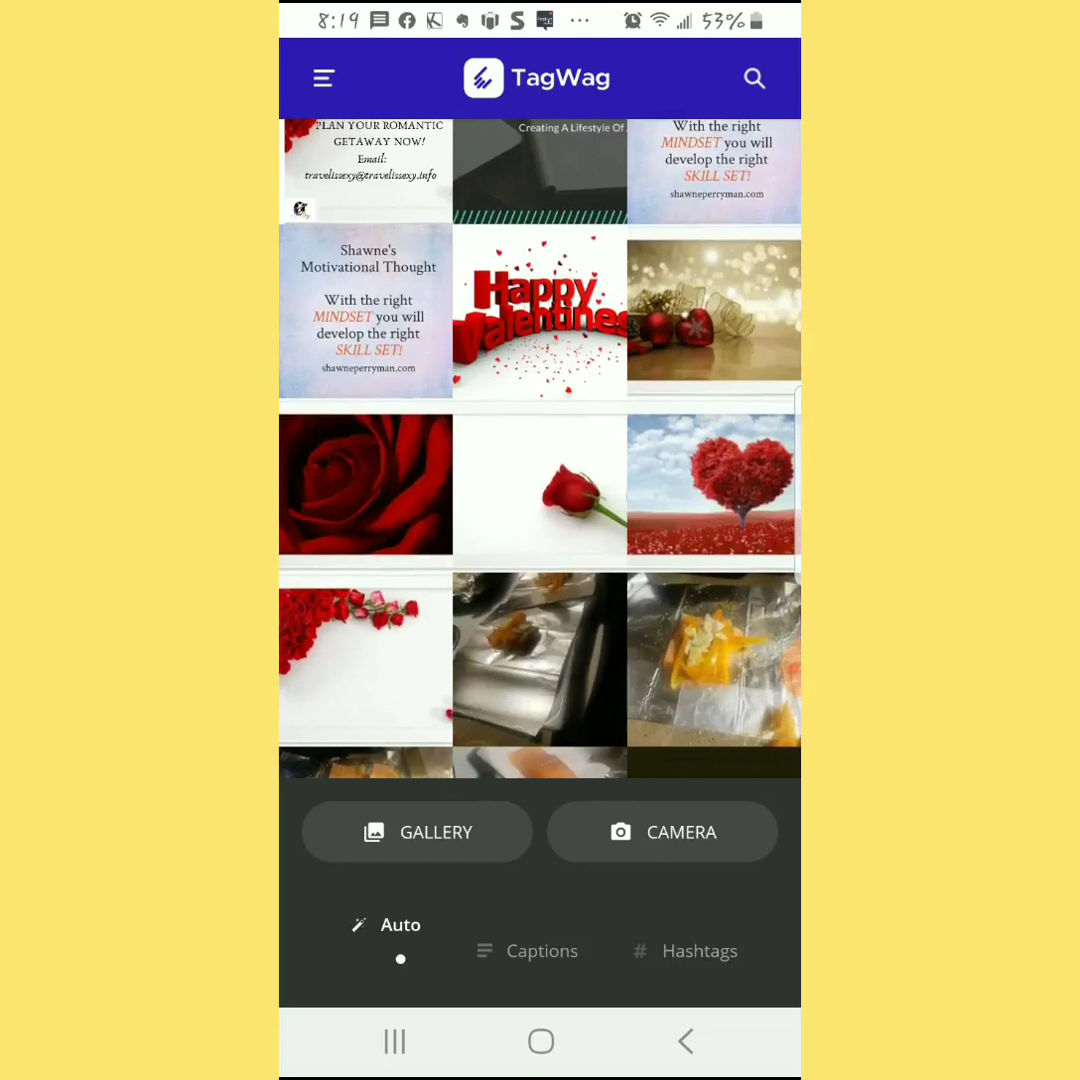 8:19
53%
TagWag
PLAN YOUR ROMANTIC
GETAWAY NOW!
Email:
travelissexy@travelissexy.info
Creating A Lifestyle Of
With the right
MINDSET you will
develop the right
SKILL SET!
shawneperryman.com
Shawne's
Motivational Thought
With the right
MINDSET you will
develop the right
SKILL SET!
shawneperryman.com
Happy
Valentines
GALLERY
CAMERA
Auto
Captions
# Hashtags